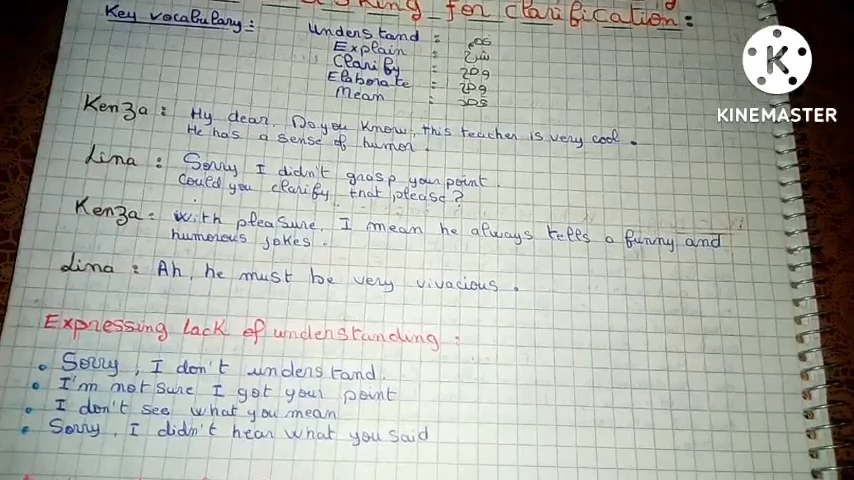 for clarification:
Key vocabulary:
understand :
Explain : شرح
Clarify : وضح
Elaborate : وضح
Mean :
Kenza : Hy dear, Do you know, this teacher is very cool.
He has a sense of humor.
Lina : Sorry I didn't grasp your point.
Could you clarify that please?
Kenza : with pleasure, I mean he always tells a funny and
humorous jokes.
Lina : Ah, he must be very vivacious.
Expressing lack of understanding :
• Sorry, I don't understand.
• I'm not sure I got your point
• I don't see what you mean
• Sorry, I didn't hear what you said
K
KINEMASTER